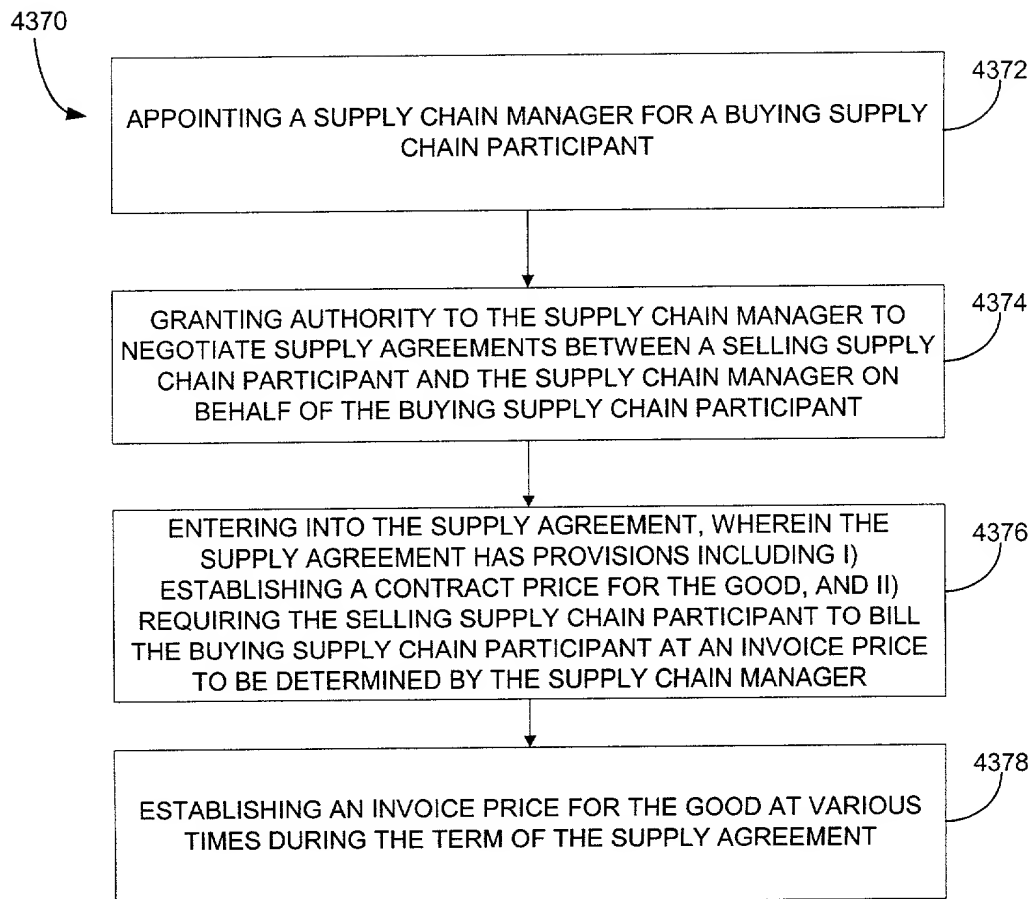 4370
4372
APPOINTING A SUPPLY CHAIN MANAGER FOR A BUYING SUPPLY
CHAIN PARTICIPANT
4374
GRANTING AUTHORITY TO THE SUPPLY CHAIN MANAGER TO
NEGOTIATE SUPPLY AGREEMENTS BETWEEN A SELLING SUPPLY
CHAIN PARTICIPANT AND THE SUPPLY CHAIN MANAGER ON
BEHALF OF THE BUYING SUPPLY CHAIN PARTICIPANT
4376
ENTERING INTO THE SUPPLY AGREEMENT, WHEREIN THE
SUPPLY AGREEMENT HAS PROVISIONS INCLUDING I)
ESTABLISHING A CONTRACT PRICE FOR THE GOOD, AND II)
REQUIRING THE SELLING SUPPLY CHAIN PARTICIPANT TO BILL
THE BUYING SUPPLY CHAIN PARTICIPANT AT AN INVOICE PRICE
TO BE DETERMINED BY THE SUPPLY CHAIN MANAGER
4378
ESTABLISHING AN INVOICE PRICE FOR THE GOOD AT VARIOUS
TIMES DURING THE TERM OF THE SUPPLY AGREEMENT